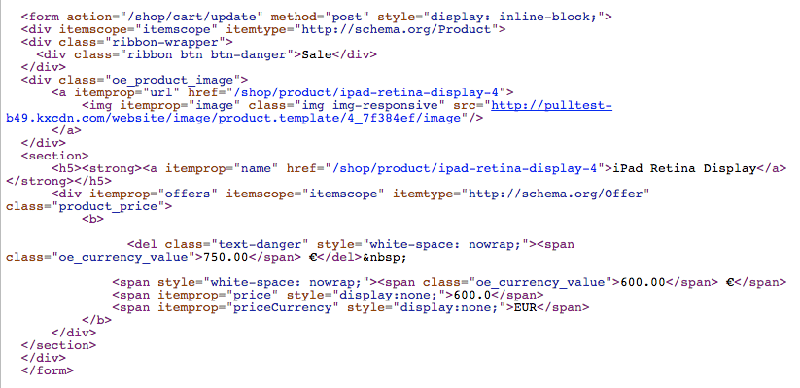 <form action="/shop/cart/update" method="post" style="display: inline-block;">
<div itemscope="itemscope" itemtype="http://schema.org/Product">
<div class="ribbon-wrapper">
<div class="ribbon btn btn-danger">Sale</div>
</div>
<div class="oe_product_image">
<a itemprop="url" href="/shop/product/ipad-retina-display-4">
<img itemprop="image" class="img img-responsive" src="http://pulltest-
b49.kxcdn.com/website/image/product.template/4_7f384ef/image"/>
</a>
</div>
<section>
<h5><strong><a itemprop="name" href="/shop/product/ipad-retina-display-4">iPad Retina Display</a>
</strong></h5>
<div itemprop="offers" itemscope="itemscope" itemtype="http://schema.org/Offer"
class="product_price">
<b>
<del class="text-danger" style="white-space: nowrap;"><span
class="oe_currency_value">750.00</span> €</del>&nbsp;
<span style="white-space: nowrap;"><span class="oe_currency_value">600.00</span> €</span>
<span itemprop="price" style="display:none;">600.0</span>
<span itemprop="priceCurrency" style="display:none;">EUR</span>
</b>
</div>
</section>
</div>
</form>